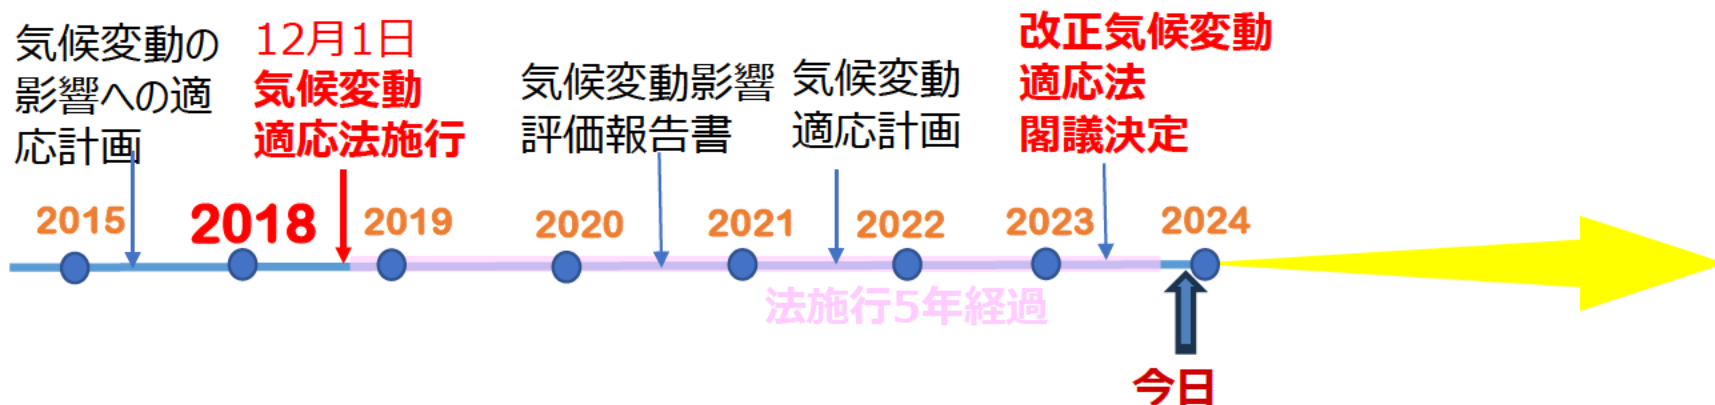 気候変動の
影響への適
応計画
12月1日
気候変動
適応法施行
気候変動影響
評価報告書
気候変動
適応計画
改正気候変動
適応法
閣議決定
2015
2018
2019
2020
2021
2022
2023
2024
法施行5年経過
今日